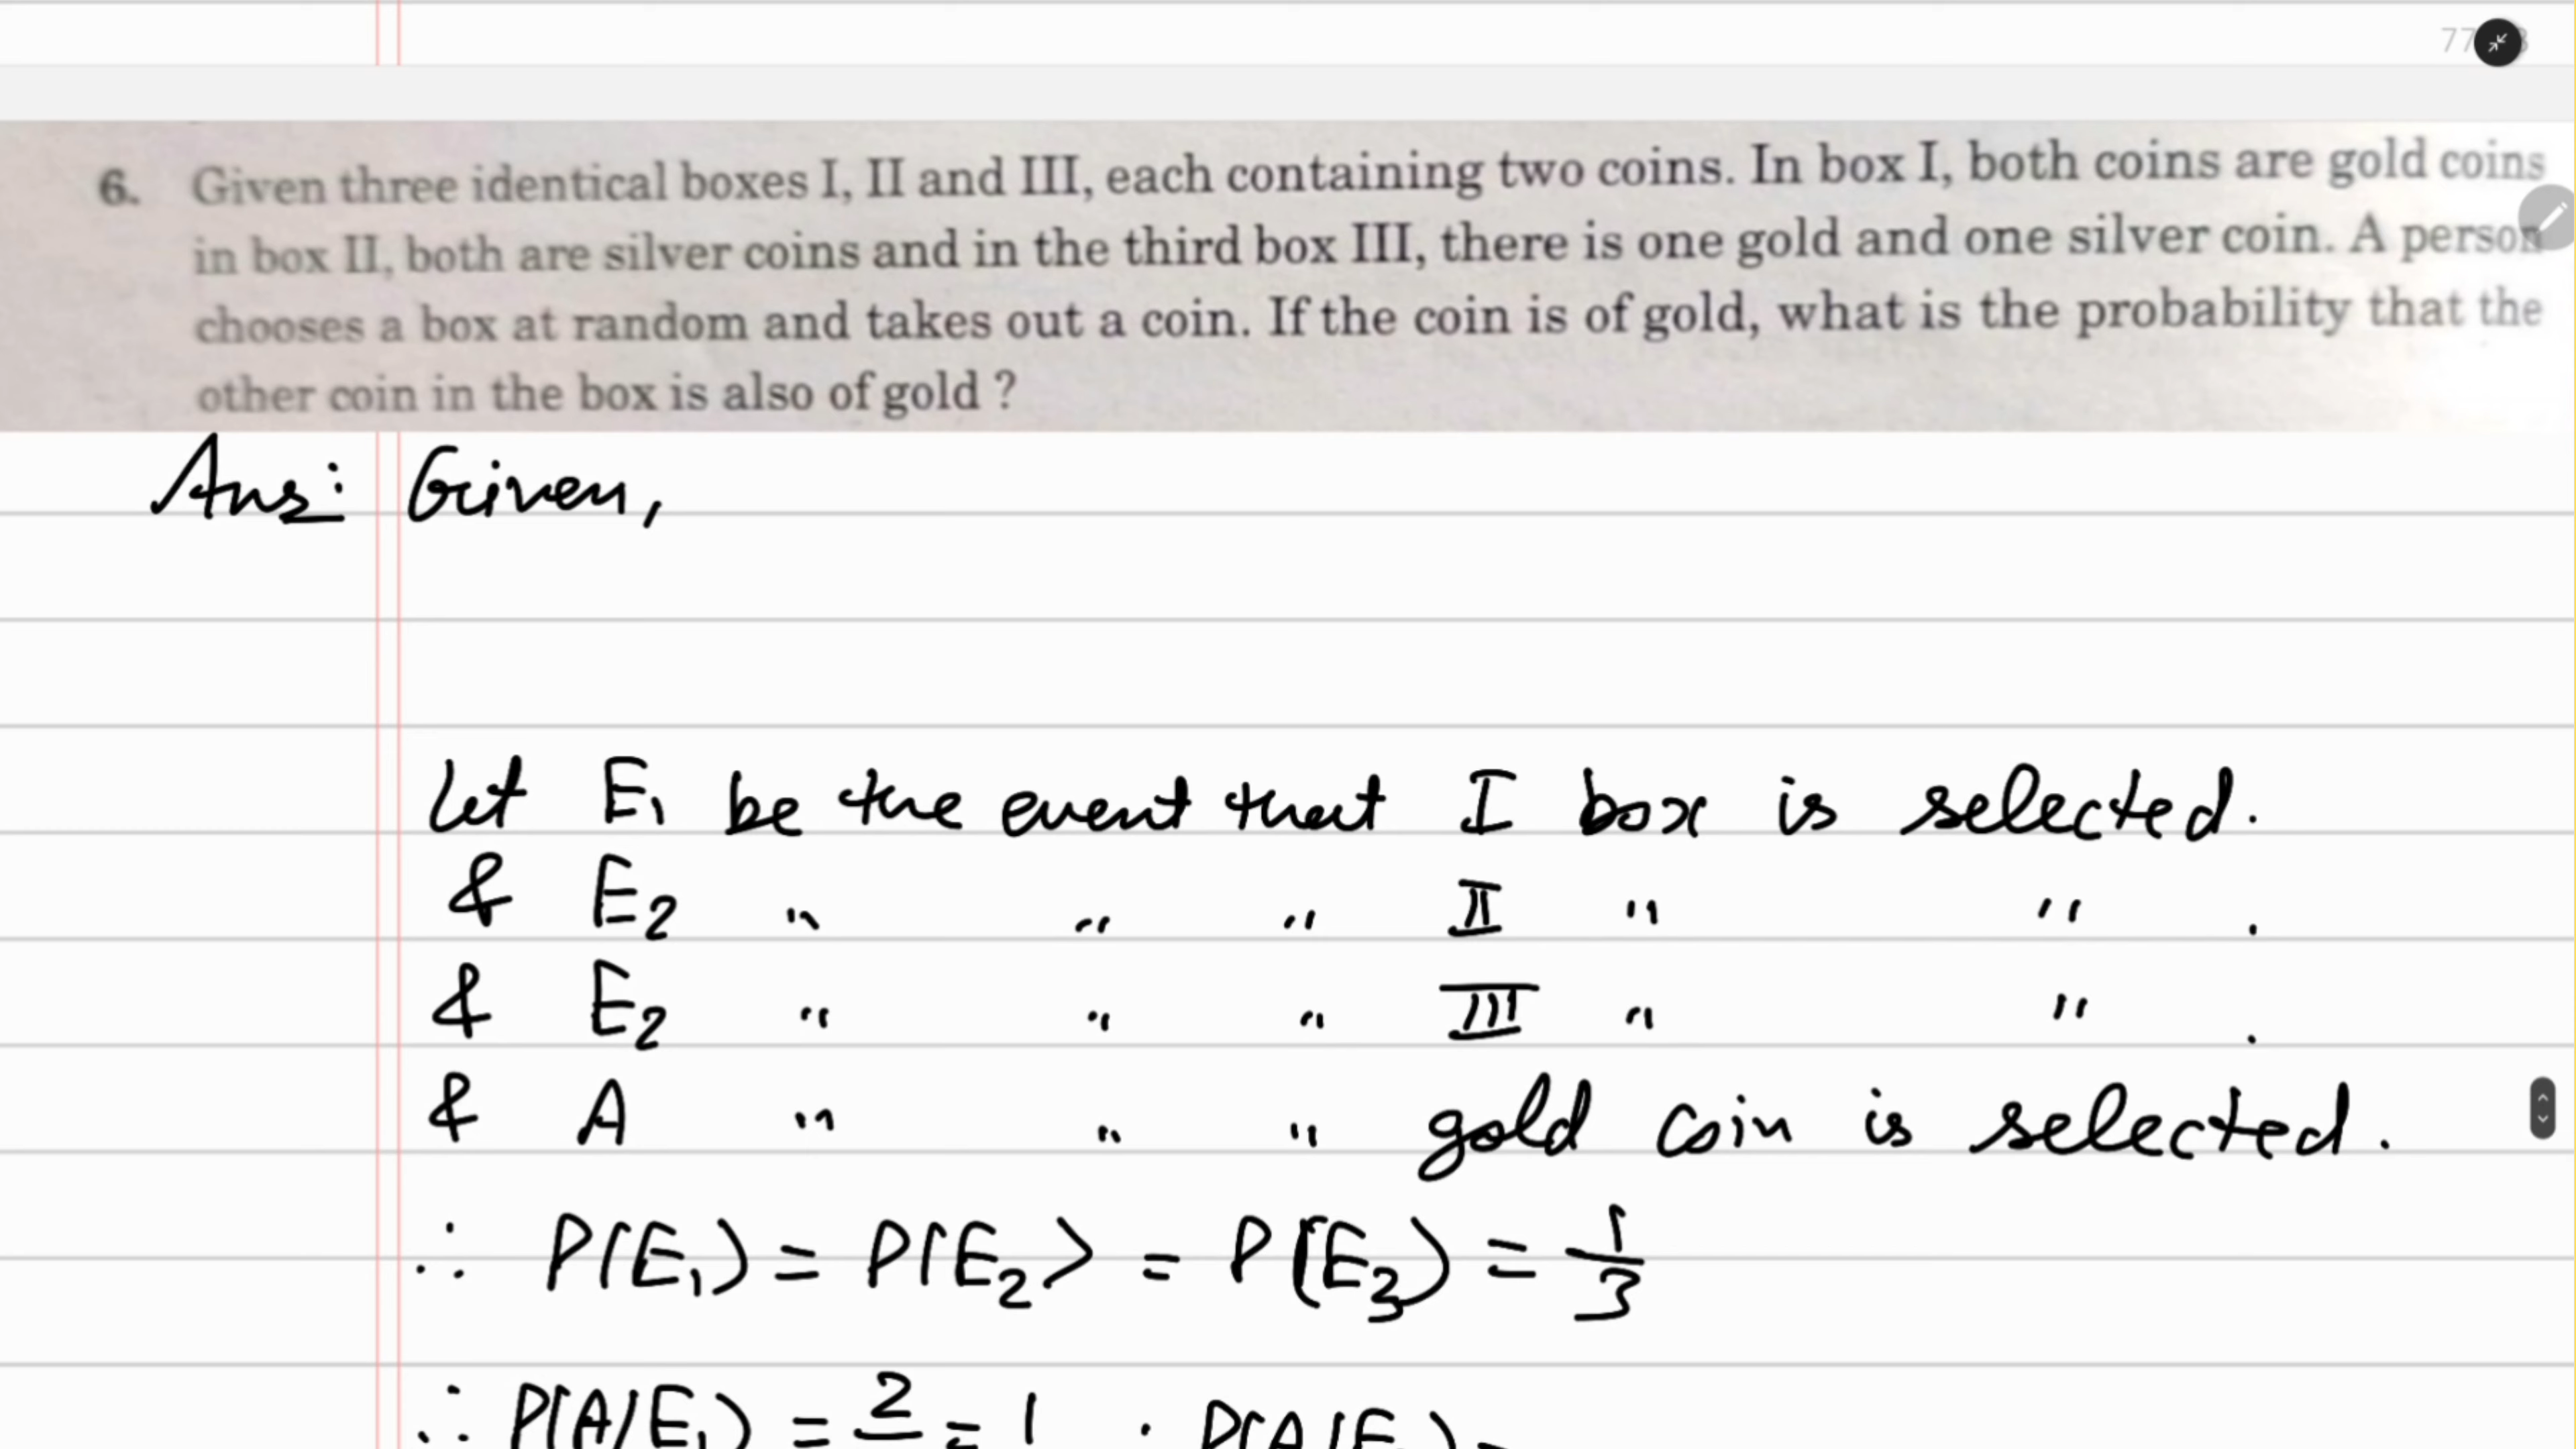 77
6. Given three identical boxes I, II and III, each containing two coins. In box I, both coins are gold coins
in box II, both are silver coins and in the third box III, there is one gold and one silver coin. A person
chooses a box at random and takes out a coin. If the coin is of gold, what is the probability that the
other coin in the box is also of gold ?
Ans: Given,
Let E₁ be the event that I box is selected.
& E₂ " " " II " " .
& E₂ " " " III " " .
& A " " " gold coin is selected.
∴ P(E₁) = P(E₂) = P(E₃) = 1/3
∴ P(A/E₁) = 2 = 1 ; P(A/E ) =